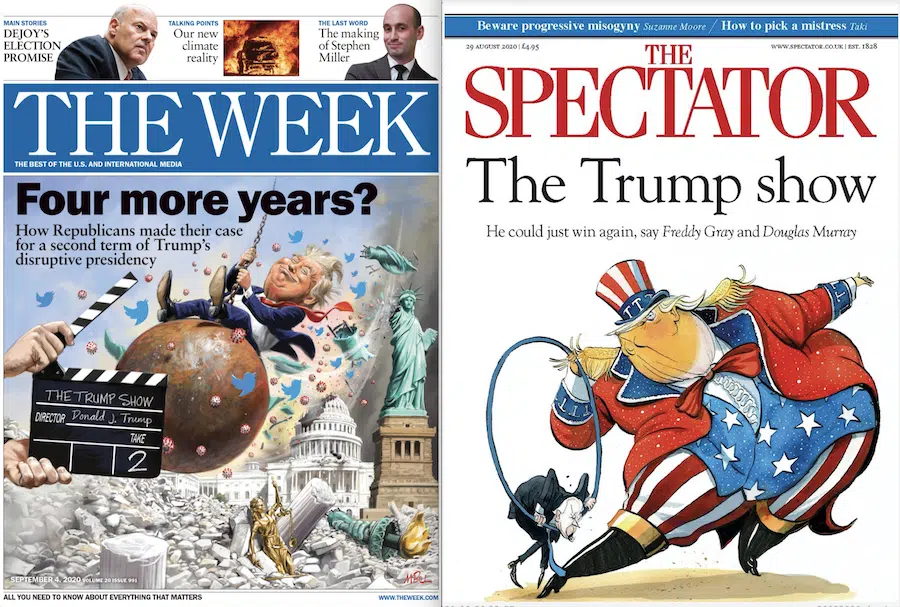 MAIN STORIES
DEJOY'S
ELECTION
PROMISE
TALKING POINTS
Our new
climate
reality
THE LAST WORD
The making
of Stephen
Miller
THE WEEK
THE BEST OF THE U.S. AND INTERNATIONAL MEDIA
Four more years?
How Republicans made their case
for a second term of Trump's
disruptive presidency
THE TRUMP SHOW
DIRECTOR Donald J. Trump
TAKE
2
SEPTEMBER 4, 2020 VOLUME 20 ISSUE 991
ALL YOU NEED TO KNOW ABOUT EVERYTHING THAT MATTERS
WWW.THEWEEK.COM
Beware progressive misogyny Suzanne Moore / How to pick a mistress Taki
29 AUGUST 2020 | £4.95
WWW.SPECTATOR.CO.UK | EST. 1828
THE
SPECTATOR
The Trump show
He could just win again, say Freddy Gray and Douglas Murray